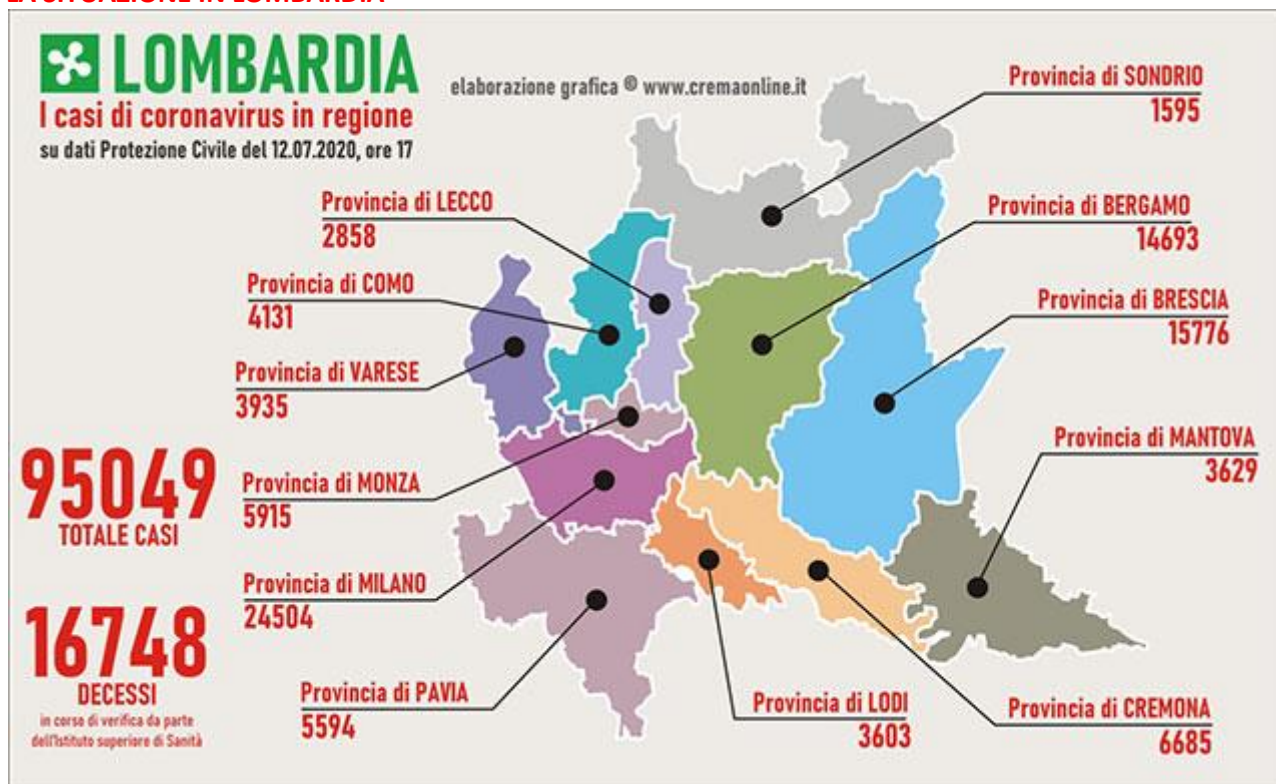 LA SITUAZIONE IN LOMBARDIA
LOMBARDIA
I casi di coronavirus in regione
su dati Protezione Civile del 12.07.2020, ore 17
elaborazione grafica © www.cremaonline.it
Provincia di SONDRIO
1595
Provincia di LECCO
2858
Provincia di BERGAMO
14693
Provincia di COMO
4131
Provincia di BRESCIA
15776
Provincia di VARESE
3935
Provincia di MANTOVA
3629
95049
TOTALE CASI
Provincia di MONZA
5915
Provincia di MILANO
24504
16748
DECESSI
in corso di verifica da parte
dell'Istituto superiore di Sanità
Provincia di PAVIA
5594
Provincia di LODI
3603
Provincia di CREMONA
6685